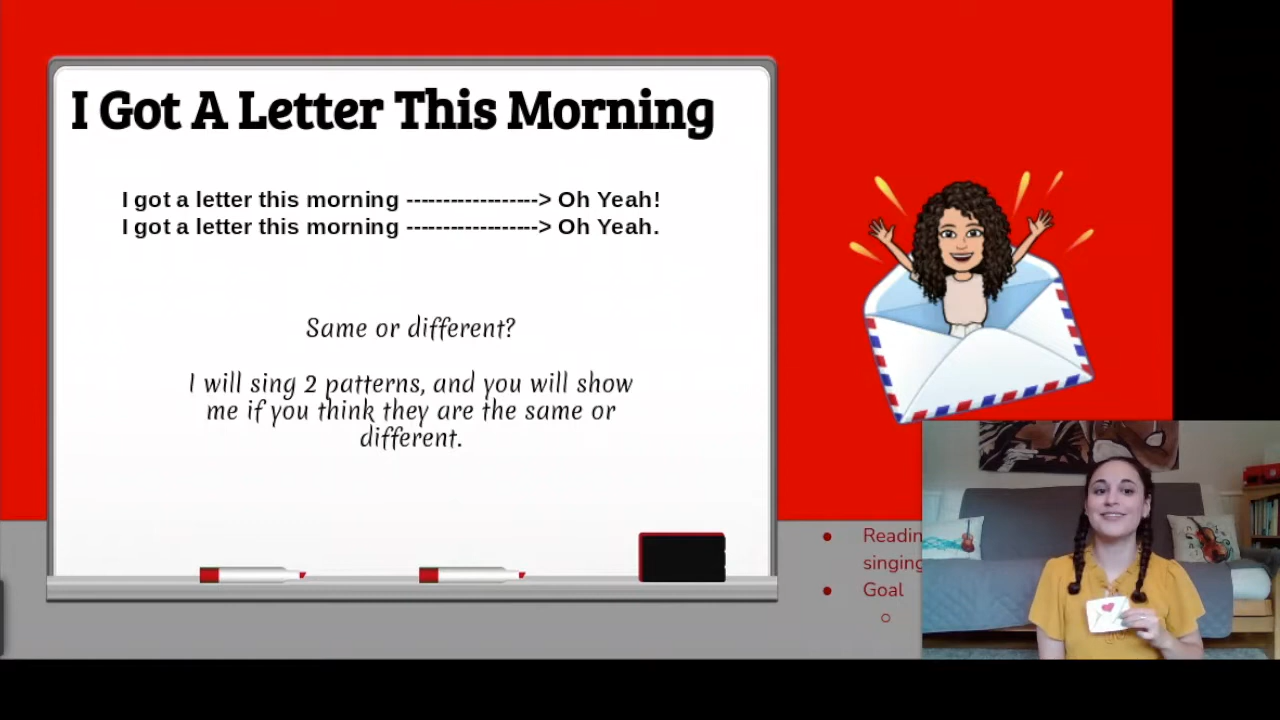 I Got A Letter This Morning
I got a letter this morning ------------------> Oh Yeah!
I got a letter this morning ------------------> Oh Yeah.
Same or different?
I will sing 2 patterns, and you will show
me if you think they are the same or
different.
singing
Goal